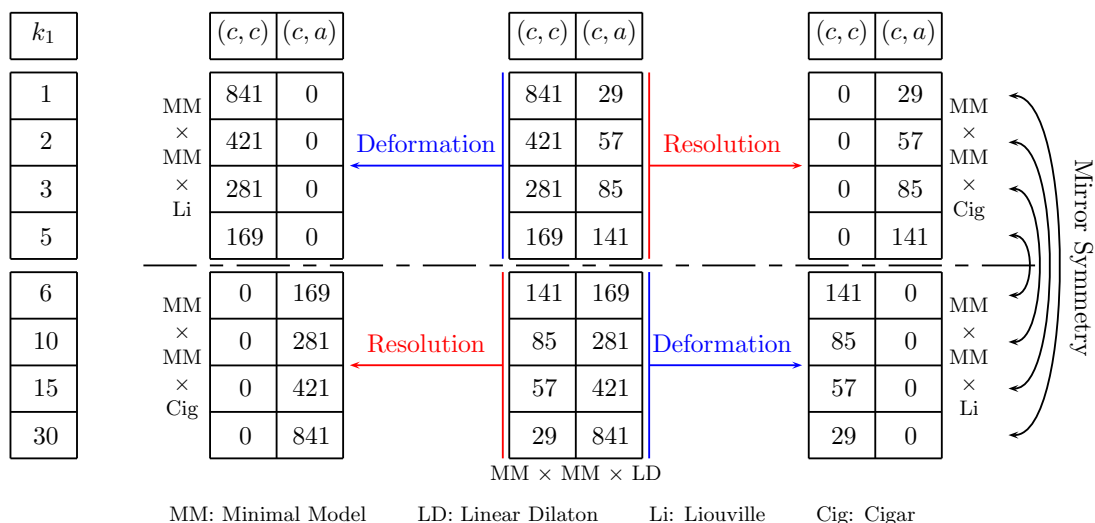 k₁ (c, c) (c, a) (c, c) (c, a) (c, c) (c, a)
1 841 0 841 29 0 29
2 421 0 421 57 0 57
3 281 0 281 85 0 85
5 169 0 169 141 0 141
MM
×
MM
×
Li
Deformation
Resolution
MM
×
MM
×
Cig
6 0 169 141 169 141 0
10 0 281 85 281 85 0
15 0 421 57 421 57 0
30 0 841 29 841 29 0
MM
×
MM
×
Cig
Resolution
Deformation
MM
×
MM
×
Li
Mirror Symmetry
MM × MM × LD
MM: Minimal Model LD: Linear Dilaton Li: Liouville Cig: Cigar